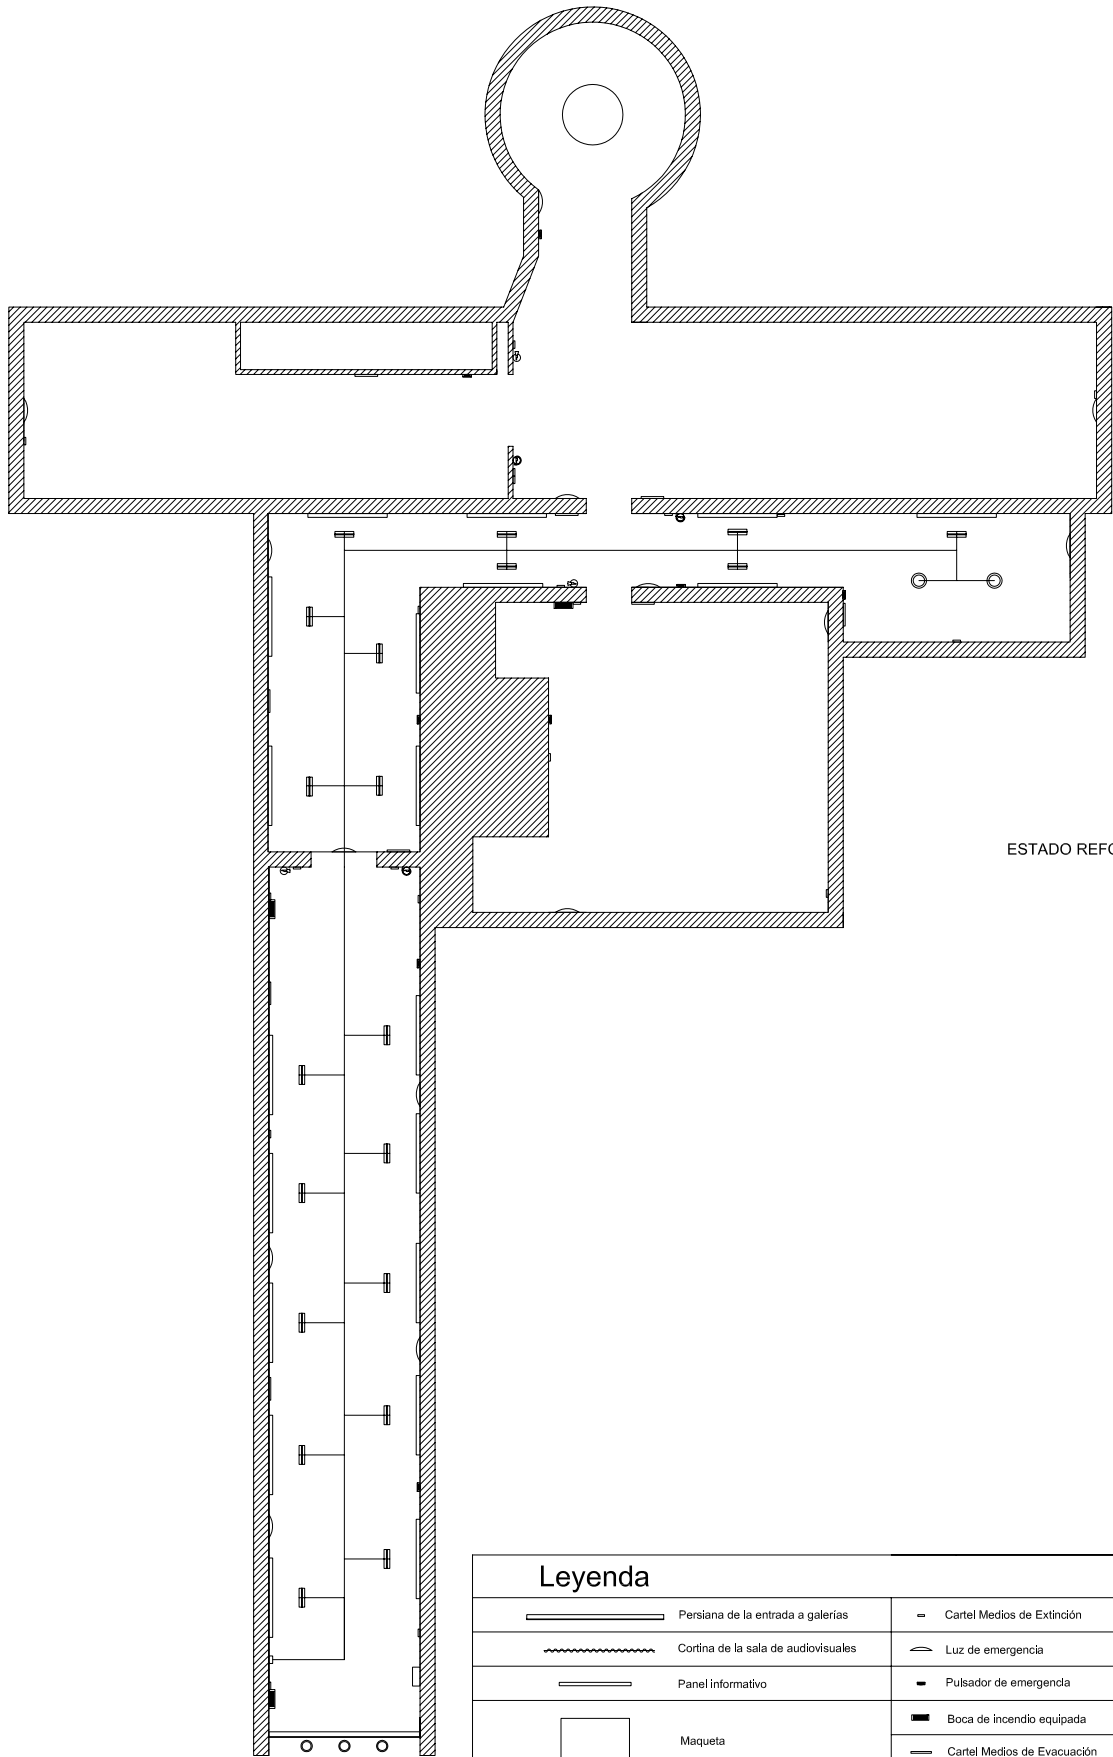 ESTADO REFO
Leyenda
Persiana de la entrada a galerías
Cartel Medios de Extinción
Cortina de la sala de audiovisuales
Luz de emergencia
Panel informativo
Pulsador de emergencia
Maqueta
Boca de incendio equipada
Cartel Medios de Evacuación